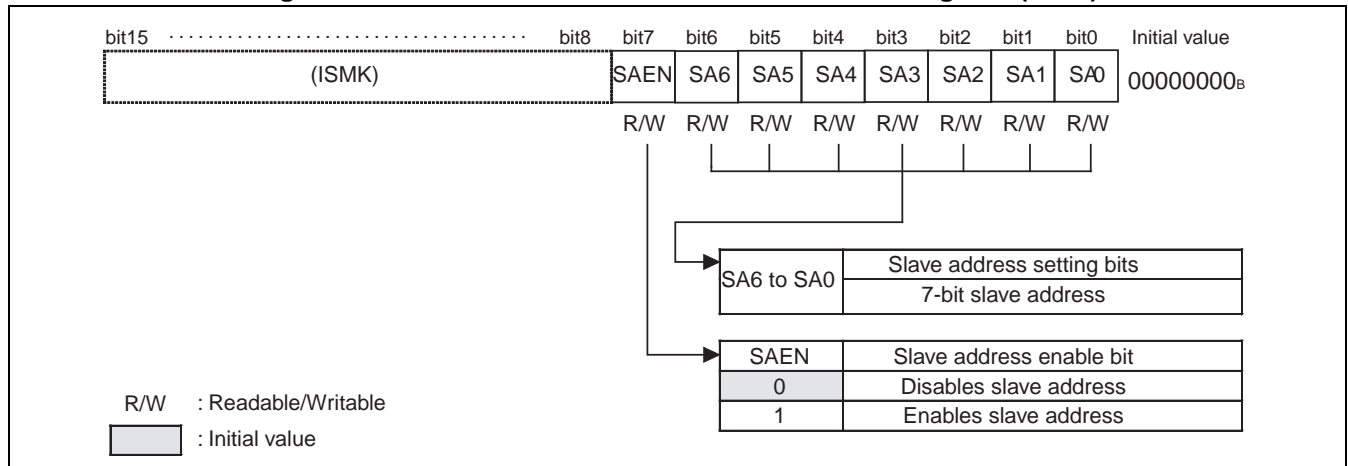 bit15 ..................................... bit8 bit7 bit6 bit5 bit4 bit3 bit2 bit1 bit0 Initial value
(ISMK) SAEN SA6 SA5 SA4 SA3 SA2 SA1 SA0 00000000B
R/W R/W R/W R/W R/W R/W R/W R/W
SA6 to SA0 Slave address setting bits
7-bit slave address
SAEN Slave address enable bit
0 Disables slave address
1 Enables slave address
R/W : Readable/Writable
: Initial value